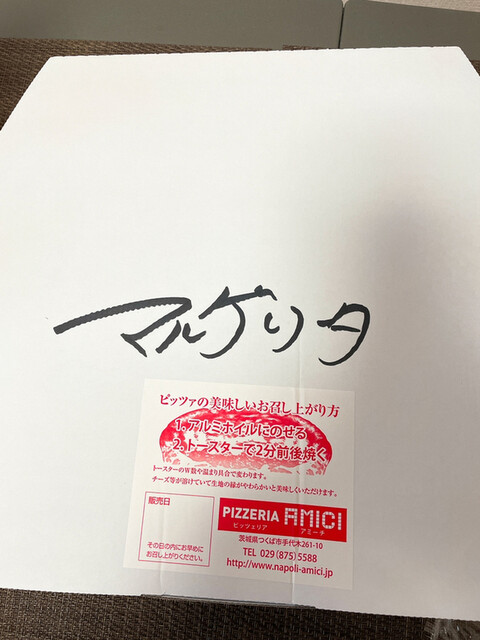 マルゲリタ
ピッツァの美味しいお召し上がり方
1. アルミホイルにのせる
2. トースターで2分前後焼く
トースターのW数や温まり具合で変わります。
チーズ等が溶けていて生地の縁がやわらかいと美味しくいただけます。
販売日
その日の内にお早めに
お召し上がりください。
PIZZERIA AMICI
ピッツェリア アミーチ
茨城県つくば市手代木261-10
TEL 029(875)5588
http://www.napoli-amici.jp